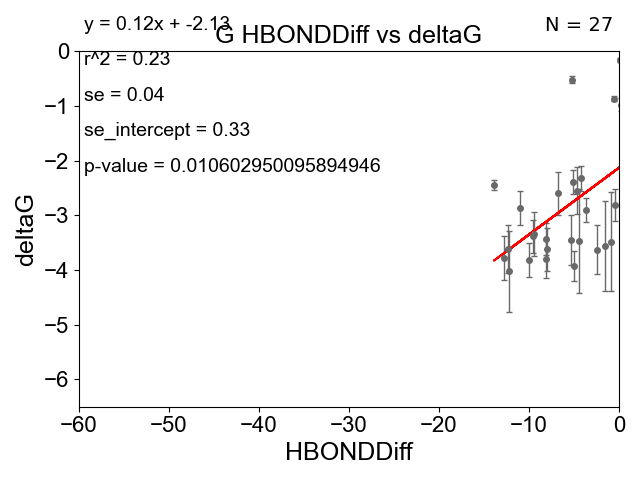 y = 0.12x + -2.13
N = 27
G HBONDDiff vs deltaG
r^2 = 0.23
se = 0.04
se_intercept = 0.33
p-value = 0.010602950095894946
0
−1
−2
−3
−4
−5
−6
deltaG
−60
−50
−40
−30
−20
−10
0
HBONDDiff